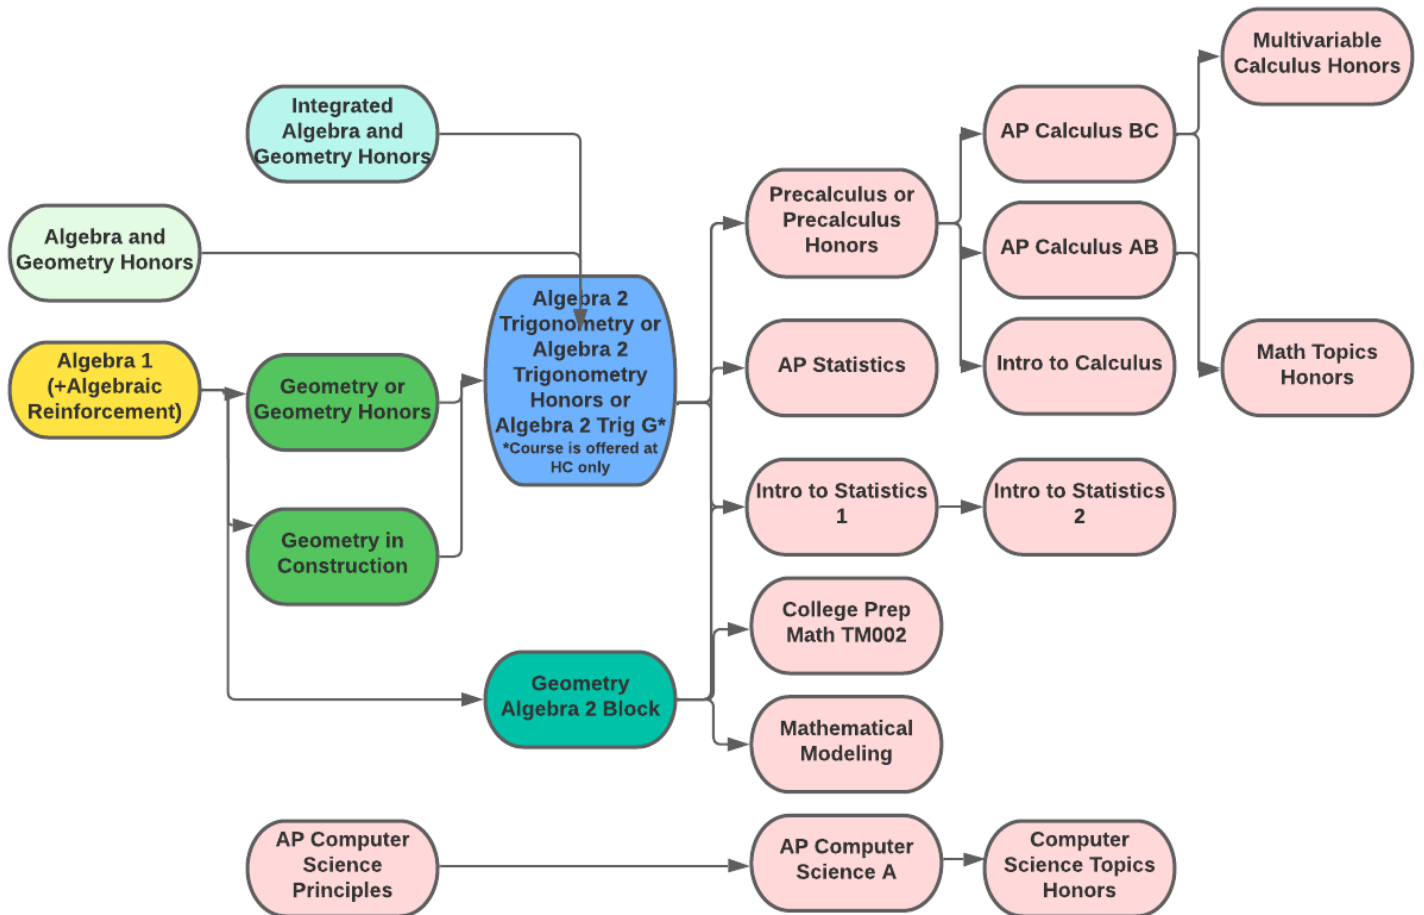 Multivariable
Calculus Honors
Integrated
Algebra and
Geometry Honors
AP Calculus BC
Precalculus or
Precalculus
Honors
Algebra and
Geometry Honors
AP Calculus AB
Algebra 2
Trigonometry or
Algebra 2
Trigonometry
Honors or
Algebra 2 Trig G*
*Course is offered at
HC only
Algebra 1
(+Algebraic
Reinforcement)
Geometry or
Geometry Honors
AP Statistics
Intro to Calculus
Math Topics
Honors
Intro to Statistics
1
Intro to Statistics
2
Geometry in
Construction
College Prep
Math TM002
Geometry
Algebra 2 Block
Mathematical
Modeling
AP Computer
Science
Principles
AP Computer
Science A
Computer
Science Topics
Honors